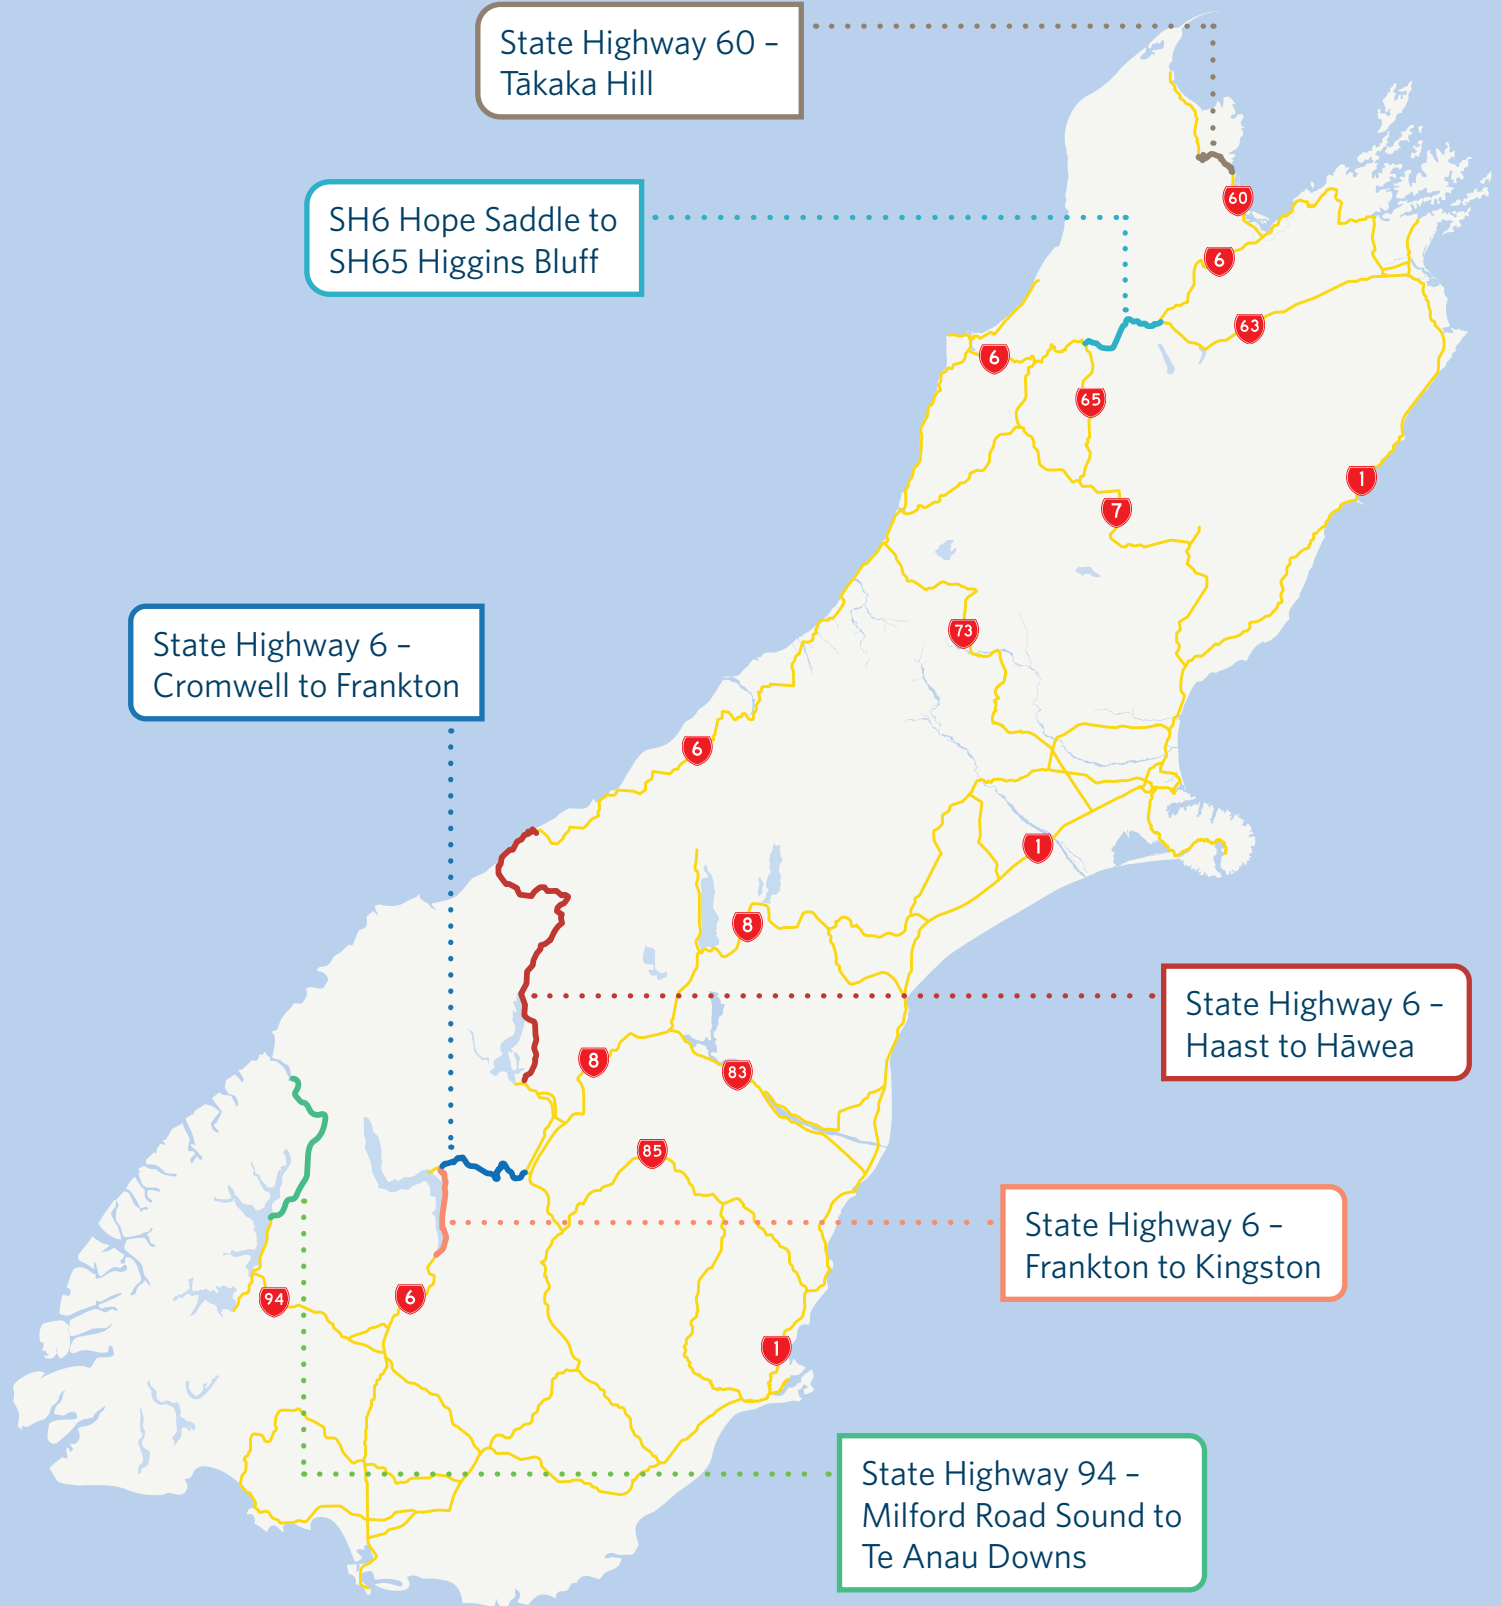 State Highway 60 –
Tākaka Hill
60
SH6 Hope Saddle to
SH65 Higgins Bluff
6
63
6
65
1
7
State Highway 6 –
Cromwell to Frankton
73
6
1
8
State Highway 6 –
Haast to Hāwea
8
83
85
State Highway 6 –
Frankton to Kingston
94
6
1
State Highway 94 –
Milford Road Sound to
Te Anau Downs